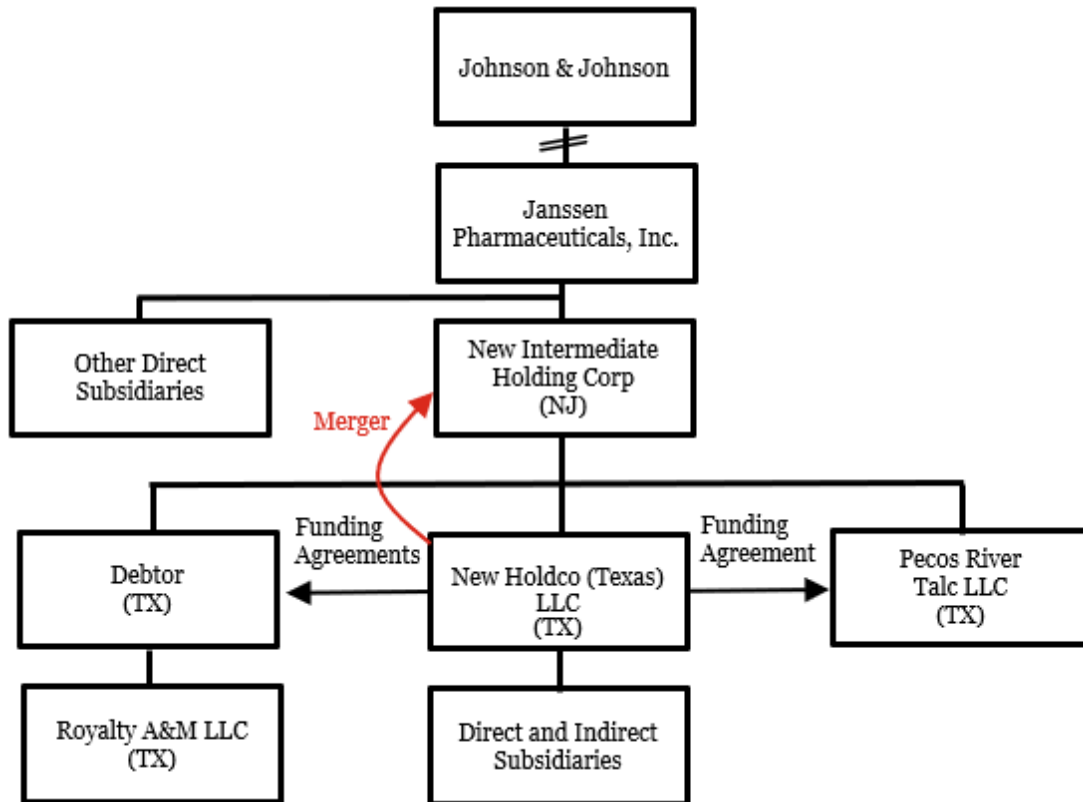 Johnson & Johnson
Janssen
Pharmaceuticals, Inc.
Other Direct
Subsidiaries
New Intermediate
Holding Corp
(NJ)
Merger
Funding
Agreements
Funding
Agreement
Debtor
(TX)
New Holdco (Texas)
LLC
(TX)
Pecos River
Talc LLC
(TX)
Royalty A&M LLC
(TX)
Direct and Indirect
Subsidiaries